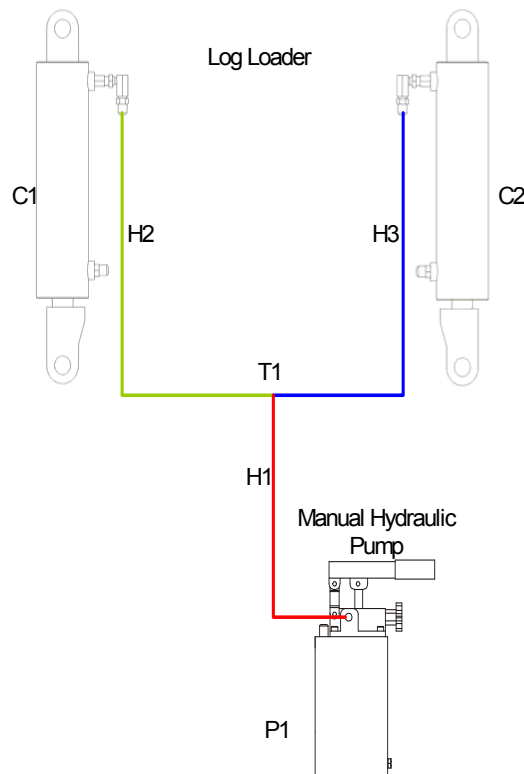 Log Loader
C1
C2
H2
H3
T1
H1
Manual Hydraulic
Pump
P1